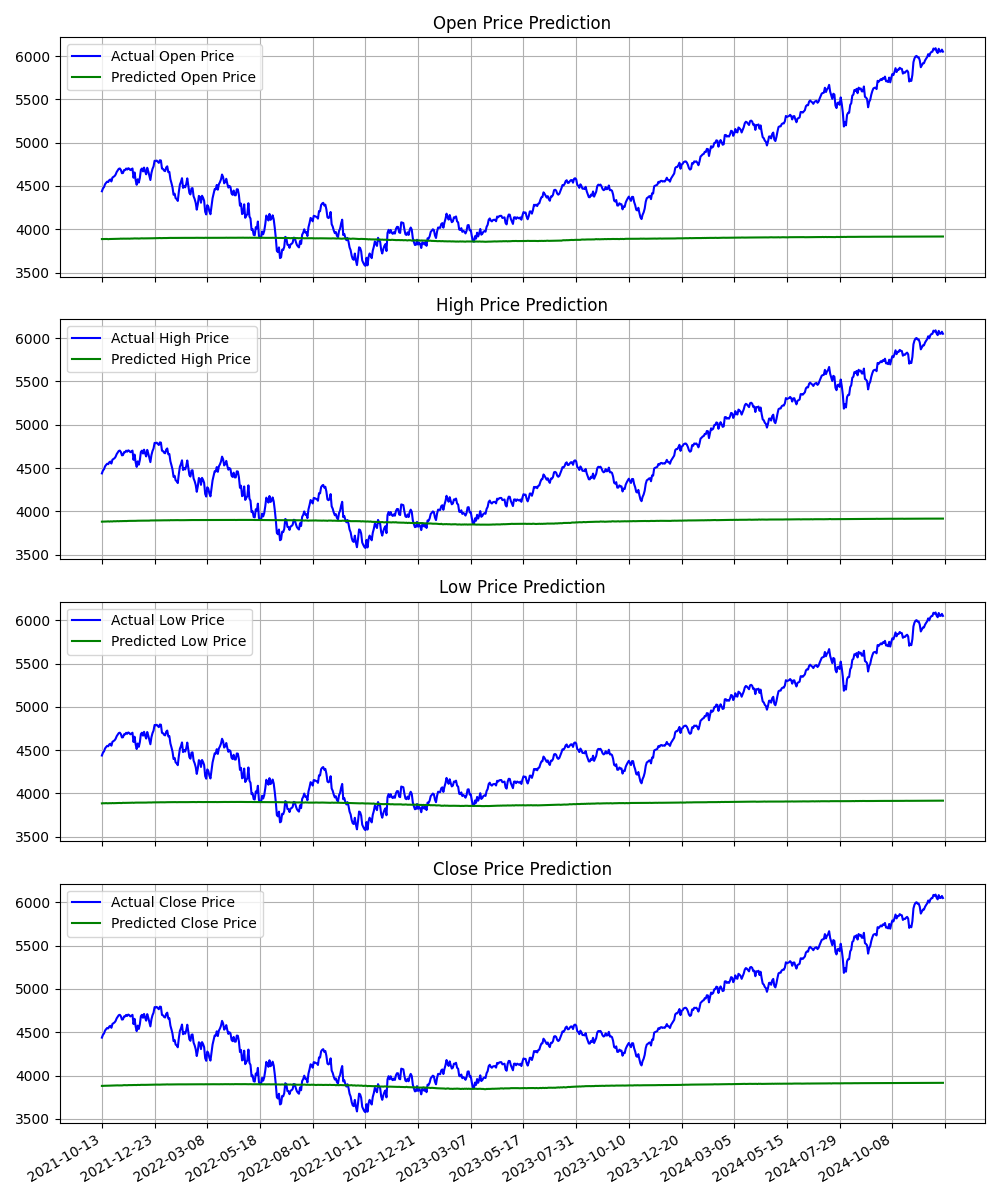 Open Price Prediction
Actual Open Price
Predicted Open Price
6000
5500
5000
4500
4000
3500
High Price Prediction
Actual High Price
Predicted High Price
6000
5500
5000
4500
4000
3500
Low Price Prediction
Actual Low Price
Predicted Low Price
6000
5500
5000
4500
4000
3500
Close Price Prediction
Actual Close Price
Predicted Close Price
6000
5500
5000
4500
4000
3500
2021-10-13 2021-12-23 2022-03-08 2022-05-18 2022-08-01 2022-10-11 2022-12-21 2023-03-07 2023-05-17 2023-07-31 2023-10-10 2023-12-20 2024-03-05 2024-05-15 2024-07-29 2024-10-08